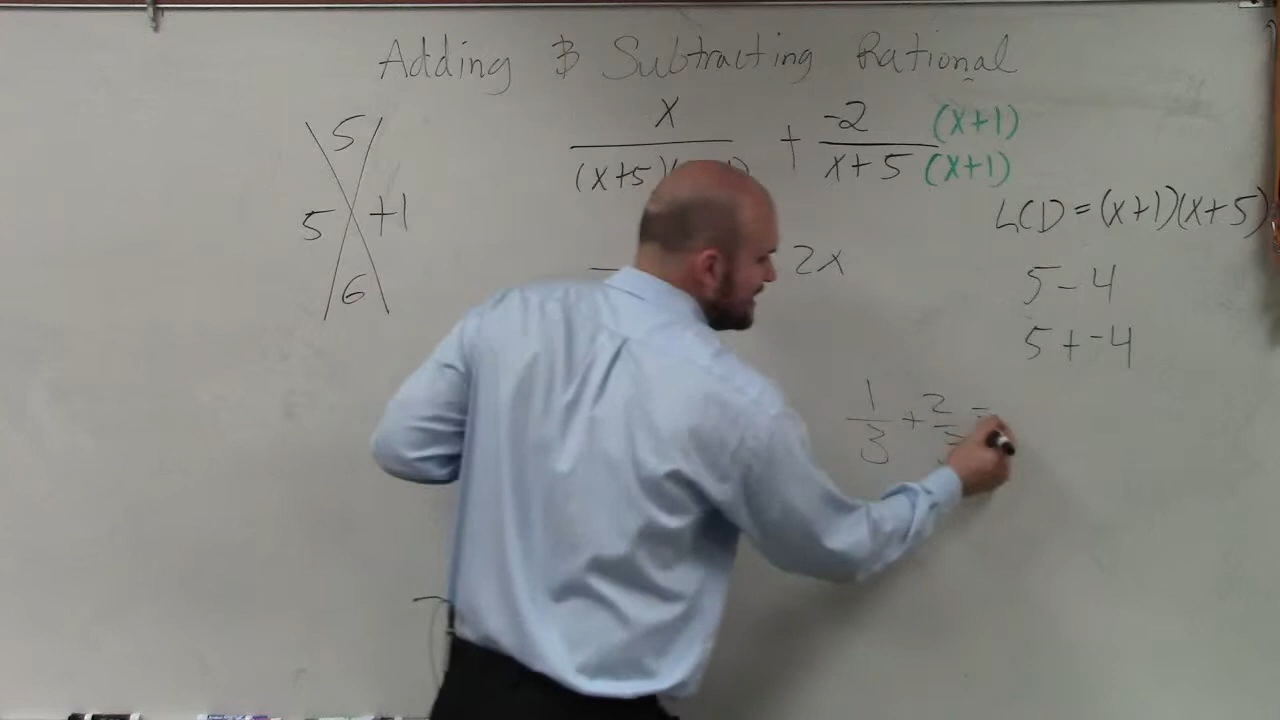 Adding & Subtracting Rational
5
5 +1
6
x + -2 (x+1)
(x+5)( x+5 (x+1)
LCD = (x+1)(x+5)
2x
5 - 4
5 + -4
1 + 2 =
3